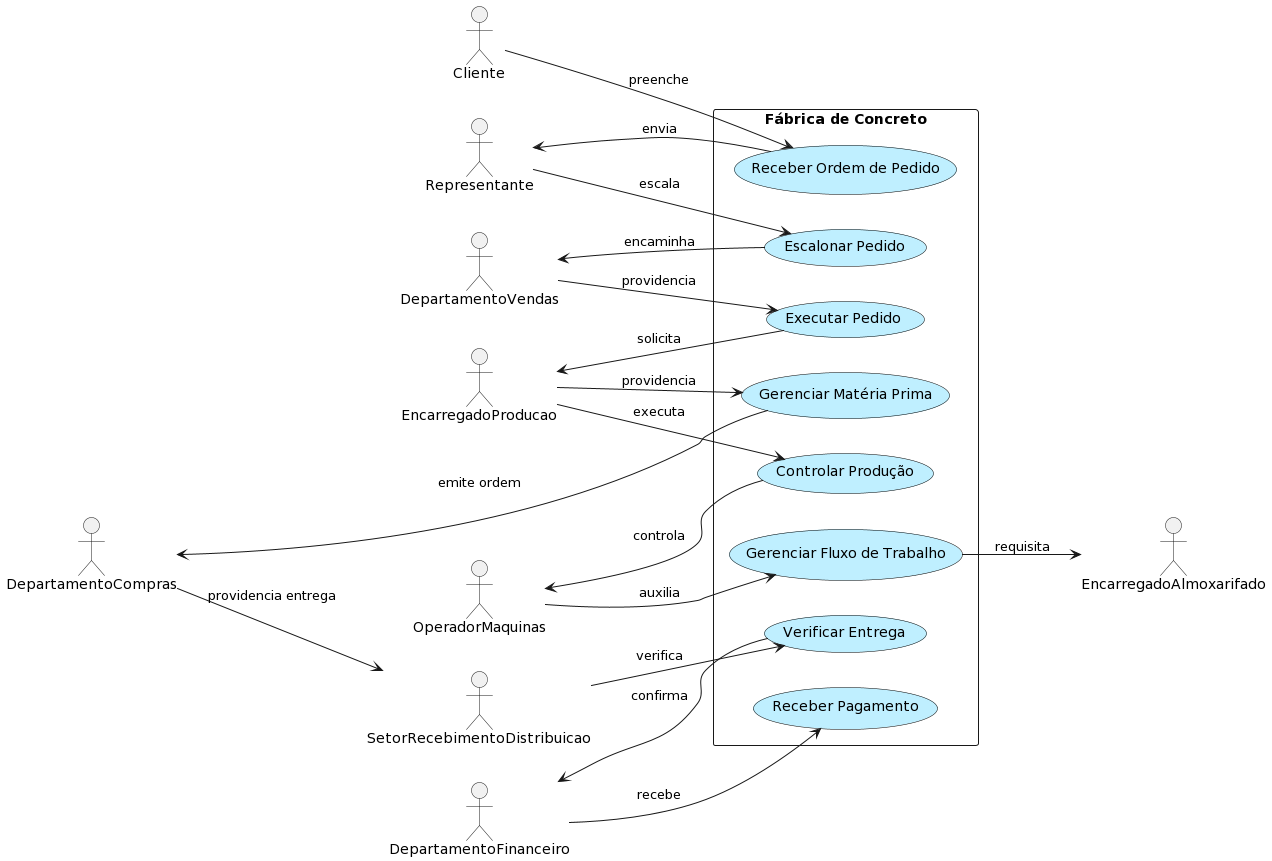 Cliente
preenche
Fábrica de Concreto
envia
Receber Ordem de Pedido
Representante
escala
encaminha
Escalonar Pedido
DepartamentoVendas
providencia
Executar Pedido
solicita
providencia
Gerenciar Matéria Prima
EncarregadoProducao
executa
Controlar Produção
emite ordem
controla
requisita
Gerenciar Fluxo de Trabalho
DepartamentoCompras
EncarregadoAlmoxarifado
providencia entrega
auxilia
OperadorMaquinas
Verificar Entrega
verifica
confirma
Receber Pagamento
SetorRecebimentoDistribuicao
recebe
DepartamentoFinanceiro